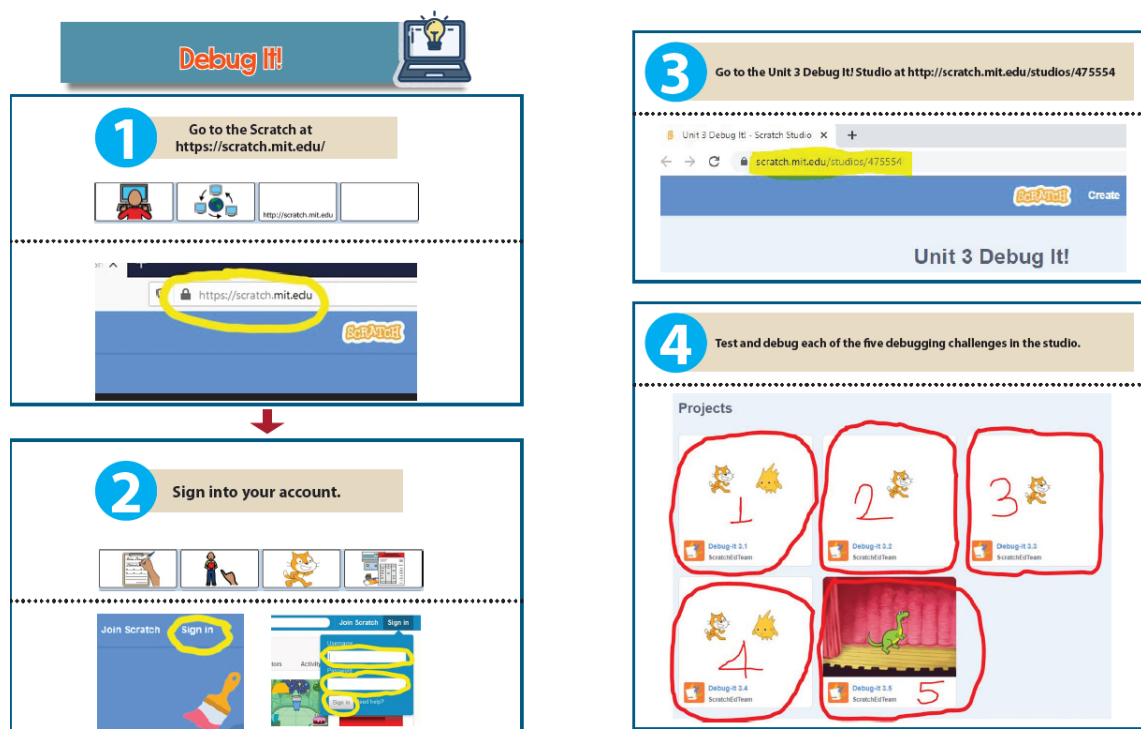 Debug It!
1
Go to the Scratch at
https://scratch.mit.edu/
http://scratch.mit.edu
https://scratch.mit.edu
SCRATCH
2
Sign into your account.
Join Scratch Sign in
Join Scratch Sign in
Username
Activity
Sign in Need help?
3
Go to the Unit 3 Debug It! Studio at http://scratch.mit.edu/studios/475554
Unit 3 Debug It! - Scratch Studio
scratch.mit.edu/studios/475554
SCRATCH Create
Unit 3 Debug It!
4
Test and debug each of the five debugging challenges in the studio.
Projects
1
2
3
Debug-It 3.1
ScratchEdTeam
Debug-It 3.2
ScratchEdTeam
Debug-It 3.3
ScratchEdTeam
4
5
Debug-It 3.4
ScratchEdTeam
Debug-It 3.5
ScratchEdTeam